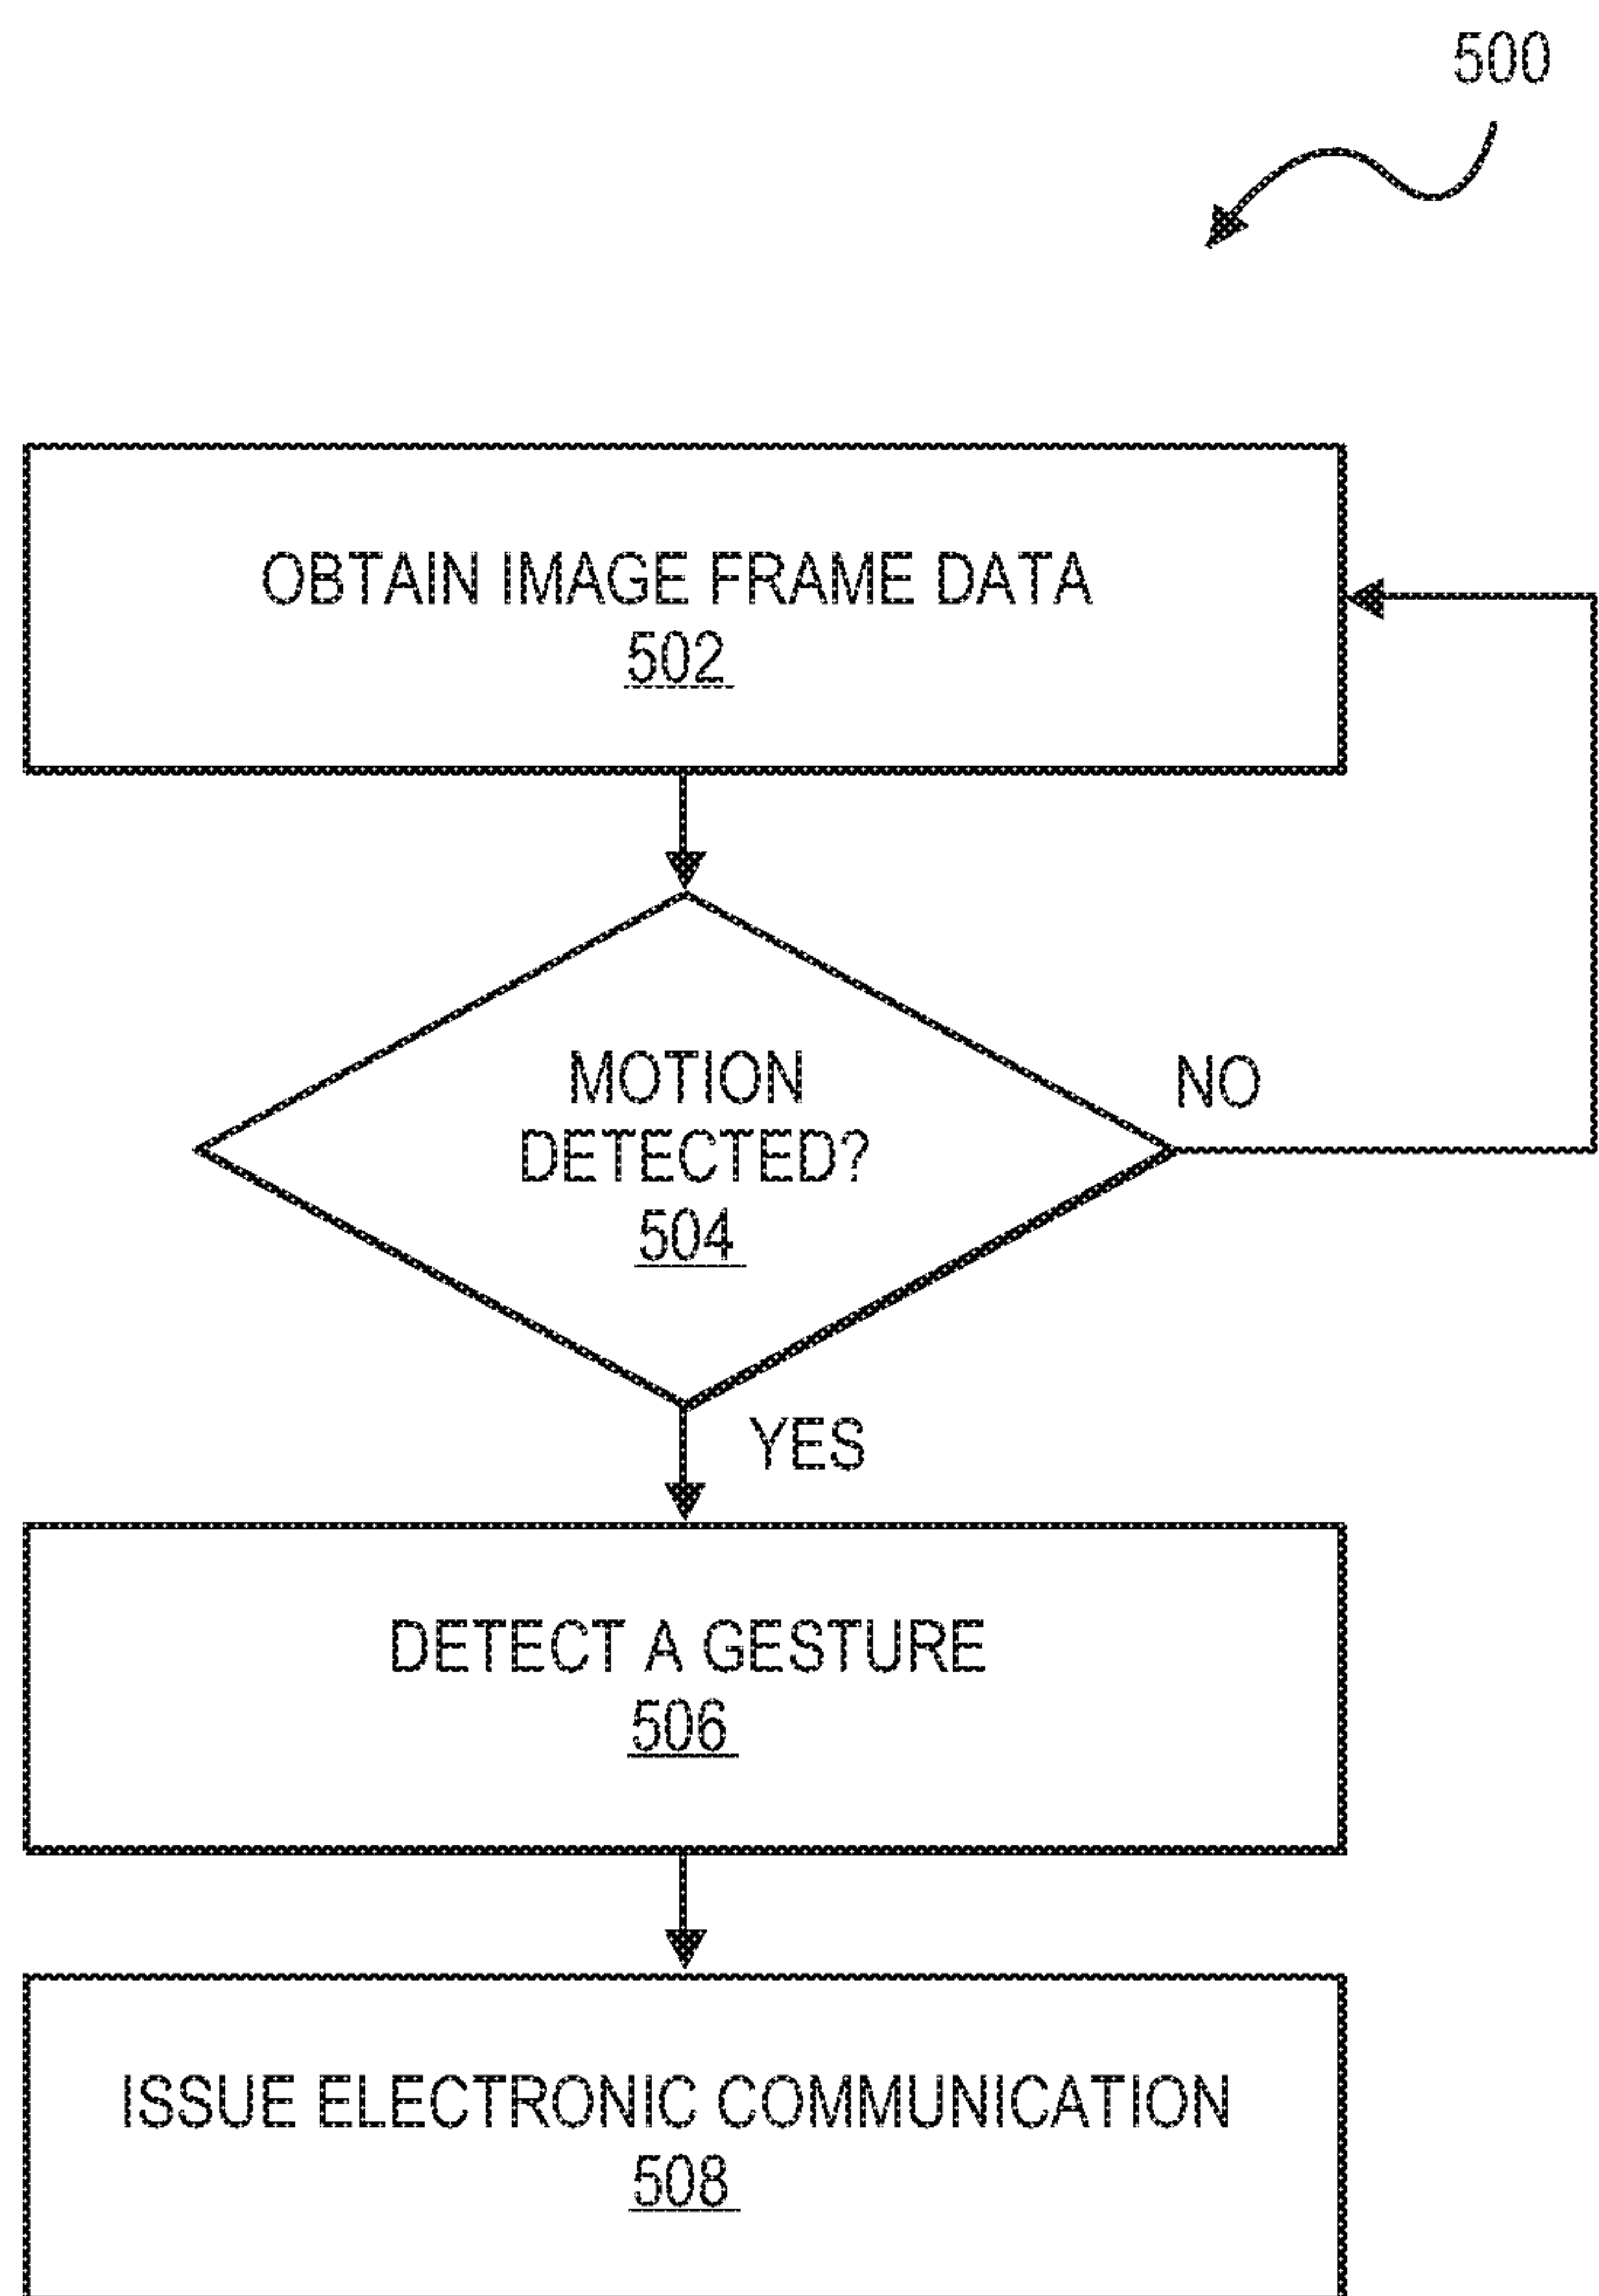 500
OBTAIN IMAGE FRAME DATA
502
MOTION
DETECTED?
504
NO
YES
DETECT A GESTURE
506
ISSUE ELECTRONIC COMMUNICATION
508